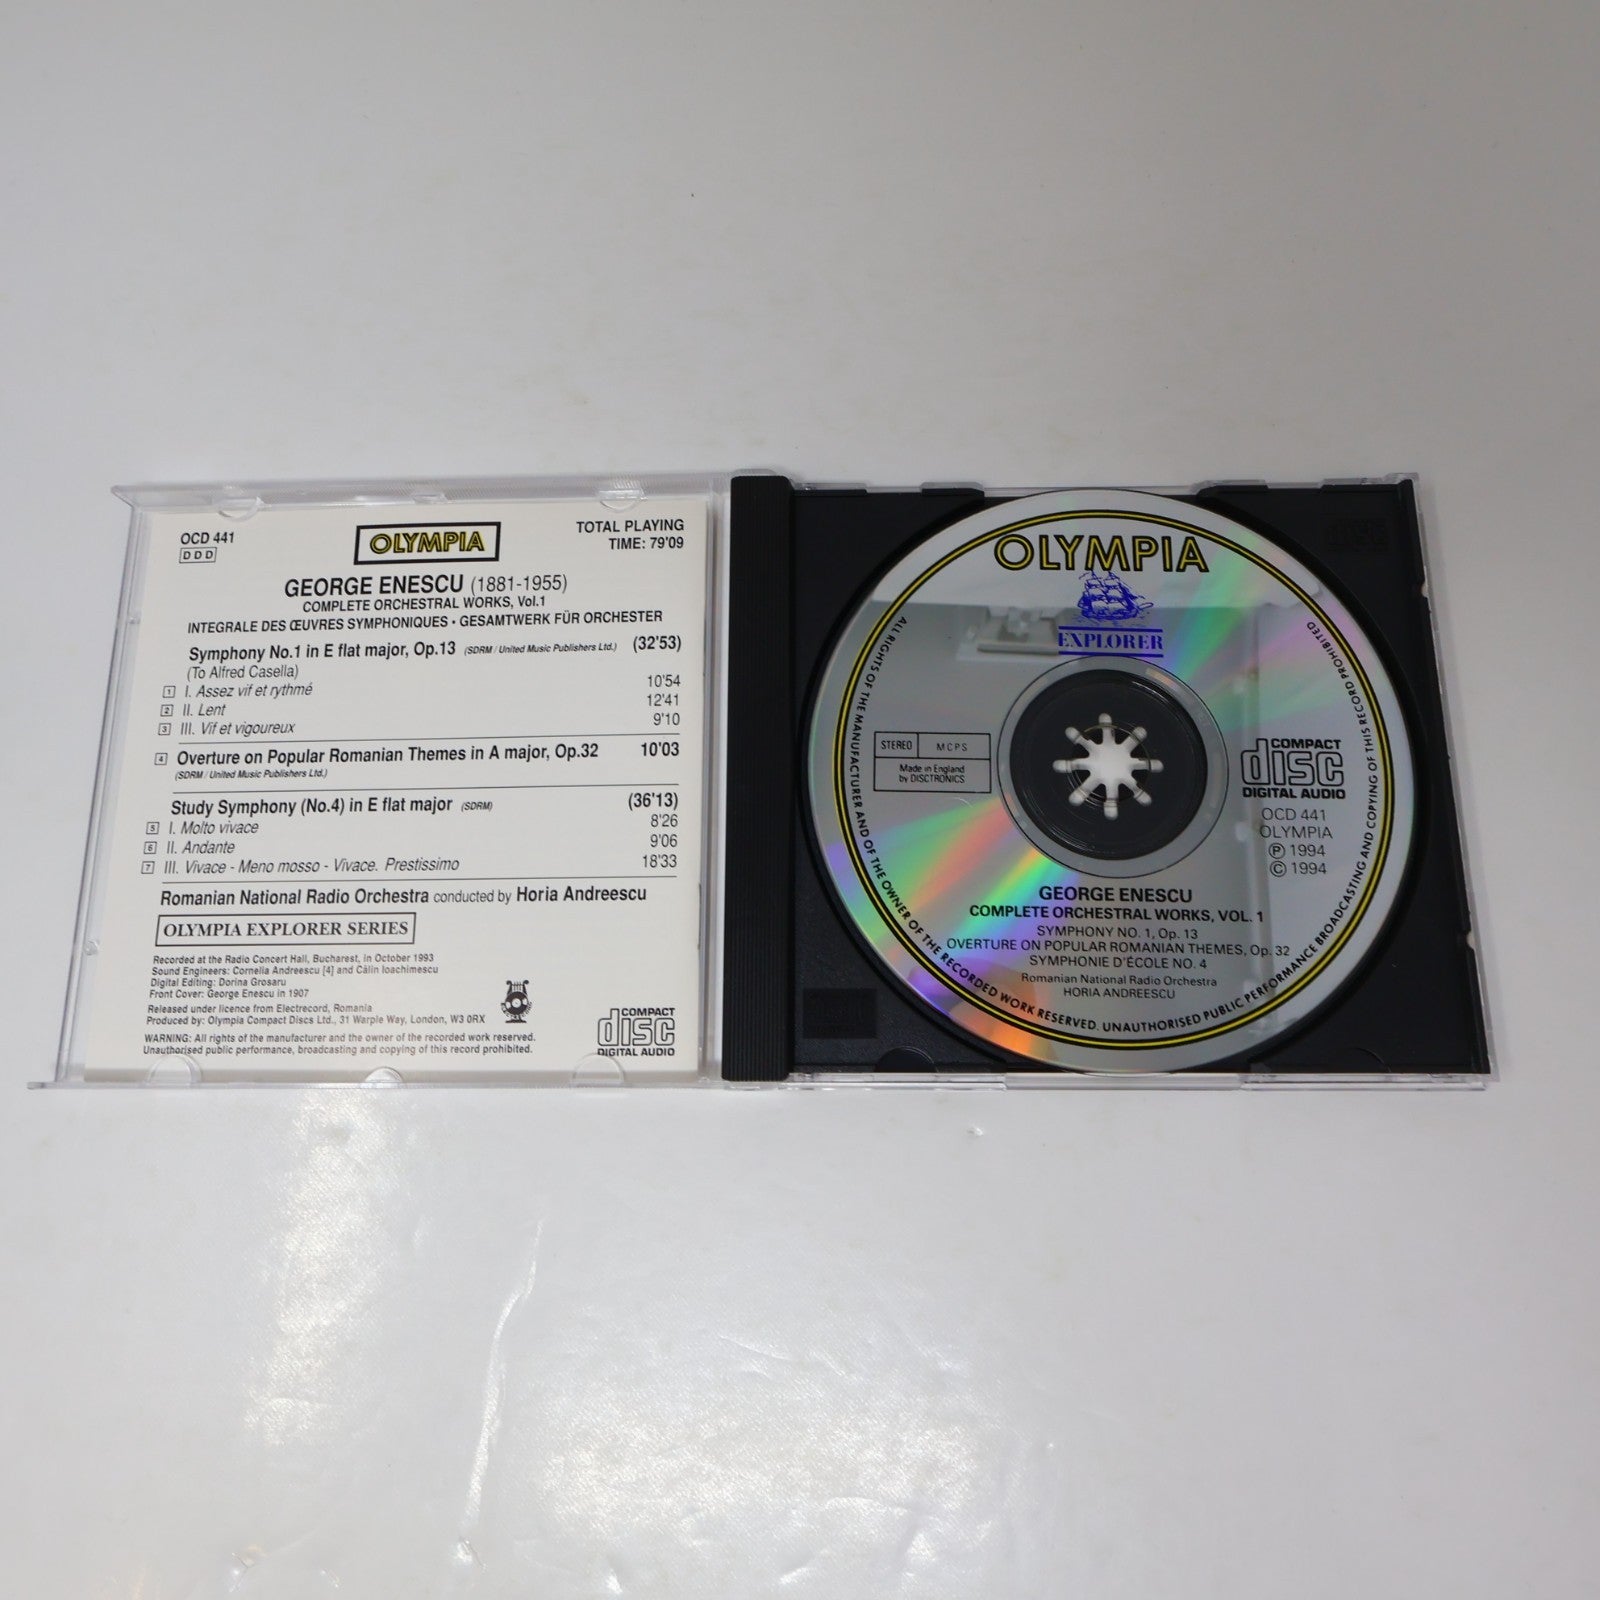 OCD 441
DDD
OLYMPIA
TOTAL PLAYING
TIME: 79'09
GEORGE ENESCU (1881-1955)
COMPLETE ORCHESTRAL WORKS, Vol.1
INTEGRALE DES ŒUVRES SYMPHONIQUES • GESAMTWERK FÜR ORCHESTER
Symphony No.1 in E flat major, Op.13 (SDRM / United Music Publishers Ltd.) (32'53)
(To Alfred Casella)
1 I. Assez vif et rythmé 10'54
2 II. Lent 12'41
3 III. Vif et vigoureux 9'10
4 Overture on Popular Romanian Themes in A major, Op.32 10'03
(SDRM / United Music Publishers Ltd.)
Study Symphony (No.4) in E flat major (SDRM) (36'13)
5 I. Molto vivace 8'26
6 II. Andante 9'06
7 III. Vivace - Meno mosso - Vivace. Prestissimo 18'33
Romanian National Radio Orchestra conducted by Horia Andreescu
OLYMPIA EXPLORER SERIES
Recorded at the Radio Concert Hall, Bucharest, in October 1993
Sound Engineers: Cornelia Andreescu [4] and Călin Ioachimescu
Digital Editing: Dorina Grosaru
Front Cover: George Enescu in 1907
Released under licence from Electrecord, Romania
Produced by: Olympia Compact Discs Ltd., 31 Warple Way, London, W3 0RX
WARNING: All rights of the manufacturer and the owner of the recorded work reserved.
Unauthorised public performance, broadcasting and copying of this record prohibited.
COMPACT
disc
DIGITAL AUDIO
OLYMPIA
EXPLORER
ALL RIGHTS OF THE MANUFACTURER AND OF THE OWNER OF THE RECORDED WORK RESERVED. UNAUTHORISED PUBLIC PERFORMANCE BROADCASTING AND COPYING OF THIS RECORD PROHIBITED
STEREO
MCPS
Made in England
by DISCTRONICS
COMPACT
disc
DIGITAL AUDIO
OCD 441
OLYMPIA
℗ 1994
© 1994
GEORGE ENESCU
COMPLETE ORCHESTRAL WORKS, VOL. 1
SYMPHONY NO. 1, Op. 13
OVERTURE ON POPULAR ROMANIAN THEMES, Op. 32
SYMPHONIE D'ÉCOLE NO. 4
Romanian National Radio Orchestra
HORIA ANDREESCU